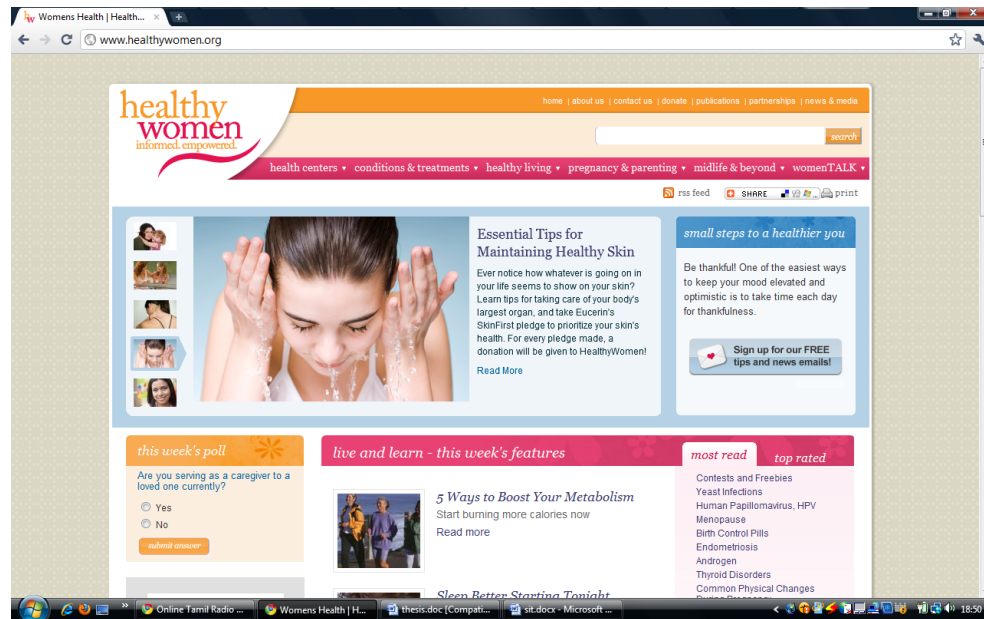 Womens Health | Health...
www.healthywomen.org
healthy
women
informed. empowered.
home | about us | contact us | donate | publications | partnerships | news & media
search
health centers conditions & treatments healthy living pregnancy & parenting midlife & beyond womenTALK
rss feed SHARE print
Essential Tips for
Maintaining Healthy Skin
Ever notice how whatever is going on in
your life seems to show on your skin?
Learn tips for taking care of your body's
largest organ, and take Eucerin's
SkinFirst pledge to prioritize your skin's
health. For every pledge made, a
donation will be given to HealthyWomen!
Read More
small steps to a healthier you
Be thankful! One of the easiest ways
to keep your mood elevated and
optimistic is to take time each day
for thankfulness.
Sign up for our FREE
tips and news emails!
this week's poll
Are you serving as a caregiver to a
loved one currently?
Yes
No
submit answer
live and learn - this week's features
5 Ways to Boost Your Metabolism
Start burning more calories now
Read more
Sleep Better Starting Tonight
most read top rated
Contests and Freebies
Yeast Infections
Human Papillomavirus, HPV
Menopause
Birth Control Pills
Endometriosis
Androgen
Thyroid Disorders
Common Physical Changes
During Pregnancy
Online Tamil Radio ... Womens Health | H... thesis.doc [Compati... sit.docx - Microsoft ... 18:50